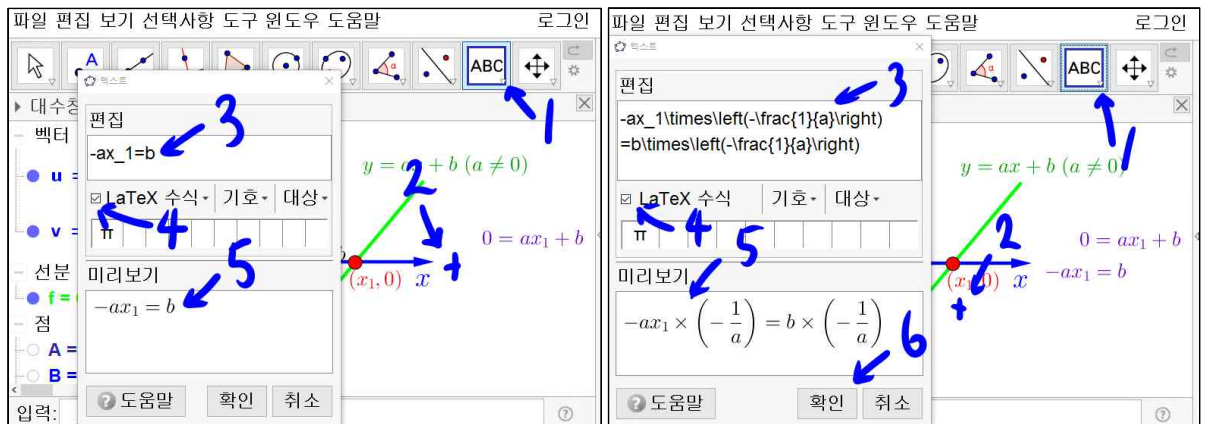 파일 편집 보기 선택사항 도구 윈도우 도움말 로그인
A
α
ABC
텍스트
1
▶ 대수창
편집
3
벡터
-ax_1=b
y = ax + b (a ≠ 0)
u =
2
LaTeX 수식 기호 대상
4
π
v =
5
0 = ax₁ + b
+
선분
미리보기
(x₁, 0) x
f =
-ax₁ = b
점
A =
B =
도움말 확인 취소
입력:
파일 편집 보기 선택사항 도구 윈도우 도움말 로그인
텍스트
α
ABC
편집
3
1
-ax_1\times\left(-\frac{1}{a}\right)
=b\times\left(-\frac{1}{a}\right)
y = ax + b (a ≠ 0)
LaTeX 수식 기호 대상
4
2
π
5
0 = ax₁ + b
미리보기
(x₁, 0) x
-ax₁ = b
+
-ax₁ × (-1/a) = b × (-1/a)
6
도움말 확인 취소